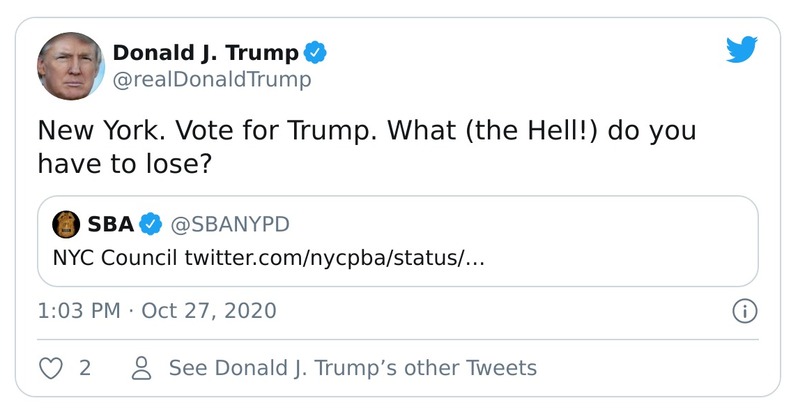 Donald J. Trump
@realDonaldTrump
New York. Vote for Trump. What (the Hell!) do you
have to lose?
SBA @SBANYPD
NYC Council twitter.com/nycpba/status/…
1:03 PM · Oct 27, 2020
2 See Donald J. Trump’s other Tweets